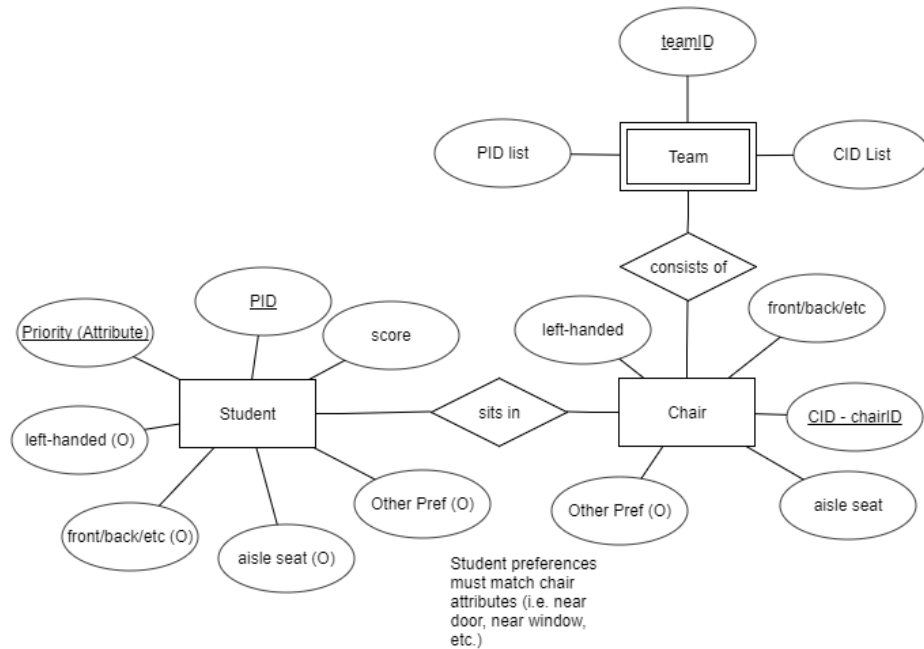 teamID
PID list
Team
CID List
consists of
PID
front/back/etc
Priority (Attribute)
score
left-handed
Student
sits in
Chair
CID - chairID
left-handed (O)
Other Pref (O)
Other Pref (O)
aisle seat
front/back/etc (O)
aisle seat (O)
Student preferences
must match chair
attributes (i.e. near
door, near window,
etc.)